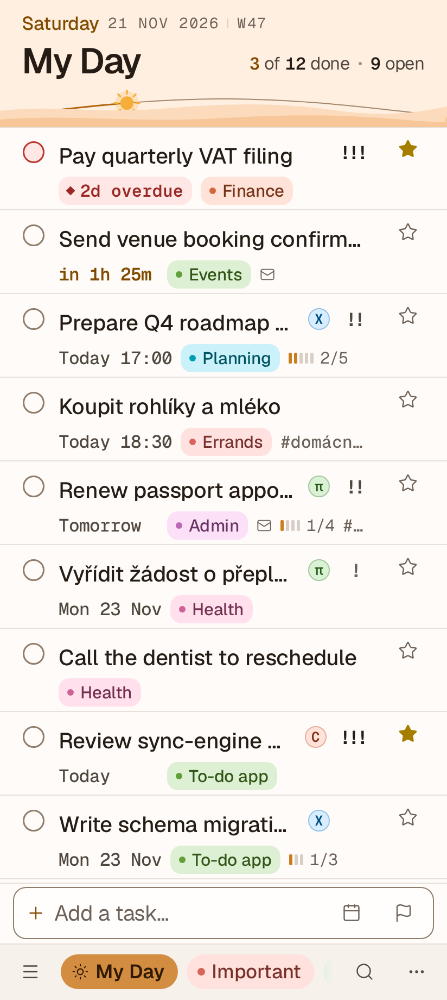 Saturday 21 NOV 2026 W47
My Day
3 of 12 done • 9 open
Pay quarterly VAT filing !!!
2d overdue Finance
Send venue booking confirm…
in 1h 25m Events
Prepare Q4 roadmap … X !!
Today 17:00 Planning 2/5
Koupit rohlíky a mléko
Today 18:30 Errands #domácn…
Renew passport appo… π !!
Tomorrow Admin 1/4 #…
Vyřídit žádost o přepl… π !
Mon 23 Nov Health
Call the dentist to reschedule
Health
Review sync-engine … C !!!
Today To-do app
Write schema migrati… X
Mon 23 Nov To-do app 1/3
+ Add a task…
My Day Important